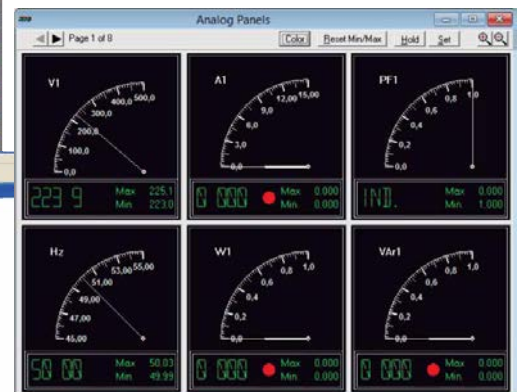 Analog Panels
Page 1 of 8
Color Reset Min/Max Hold Set
V1
0,0 100,0 200,0 300,0 400,0 500,0
223 9 Max 225.1
Min 223.0
A1
0,0 3,0 6,0 9,0 12,00 15,00
0 000 Max 0.000
Min 0.000
PF1
0,0 0,2 0,4 0,6 0,8 1,0
IND. Max 0.000
Min 1.000
Hz
45,00 47,00 49,00 51,00 53,00 55,00
50 00 Max 50.03
Min 49.99
W1
0,0 0,2 0,4 0,6 0,8 1,0
0 000 Max 0.000
Min 0.000
VAr1
0,0 0,2 0,4 0,6 0,8 1,0
0 000 Max 0.000
Min 0.000